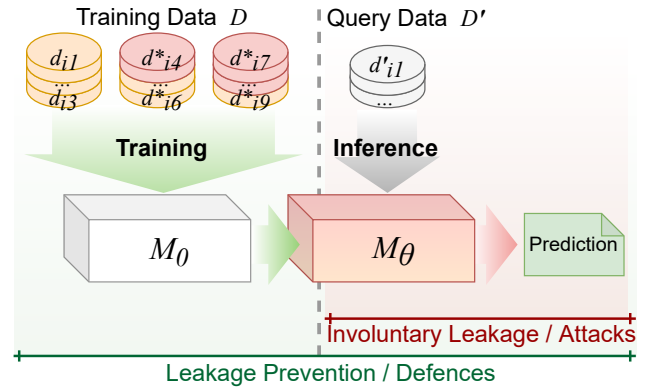 Training Data D
Query Data D′
d_i1
...
d_i3
d*_i4
...
d*_i6
d*_i7
...
d*_i9
d′_i1
...
Training
Inference
M_0
M_θ
Prediction
Involuntary Leakage / Attacks
Leakage Prevention / Defences